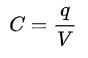 C = q/V